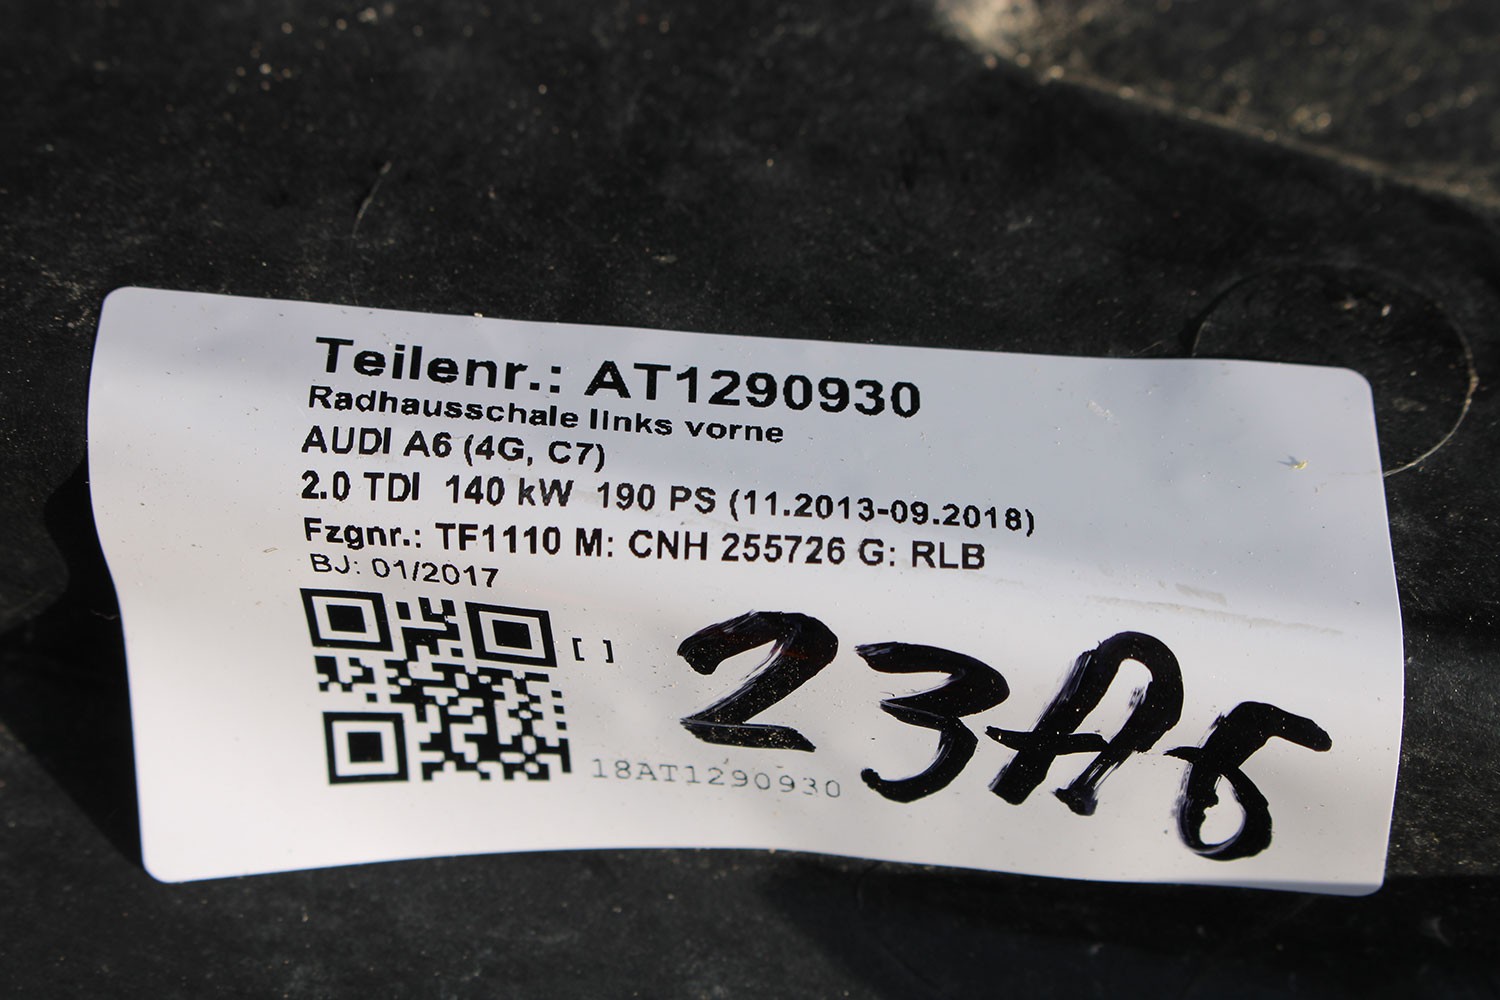 Teilenr.: AT1290930
Radhausschale links vorne
AUDI A6 (4G, C7)
2.0 TDI 140 kW 190 PS (11.2013-09.2018)
Fzgnr.: TF1110 M: CNH 255726 G: RLB
BJ: 01/2017
[ ]
23A6
18AT1290930